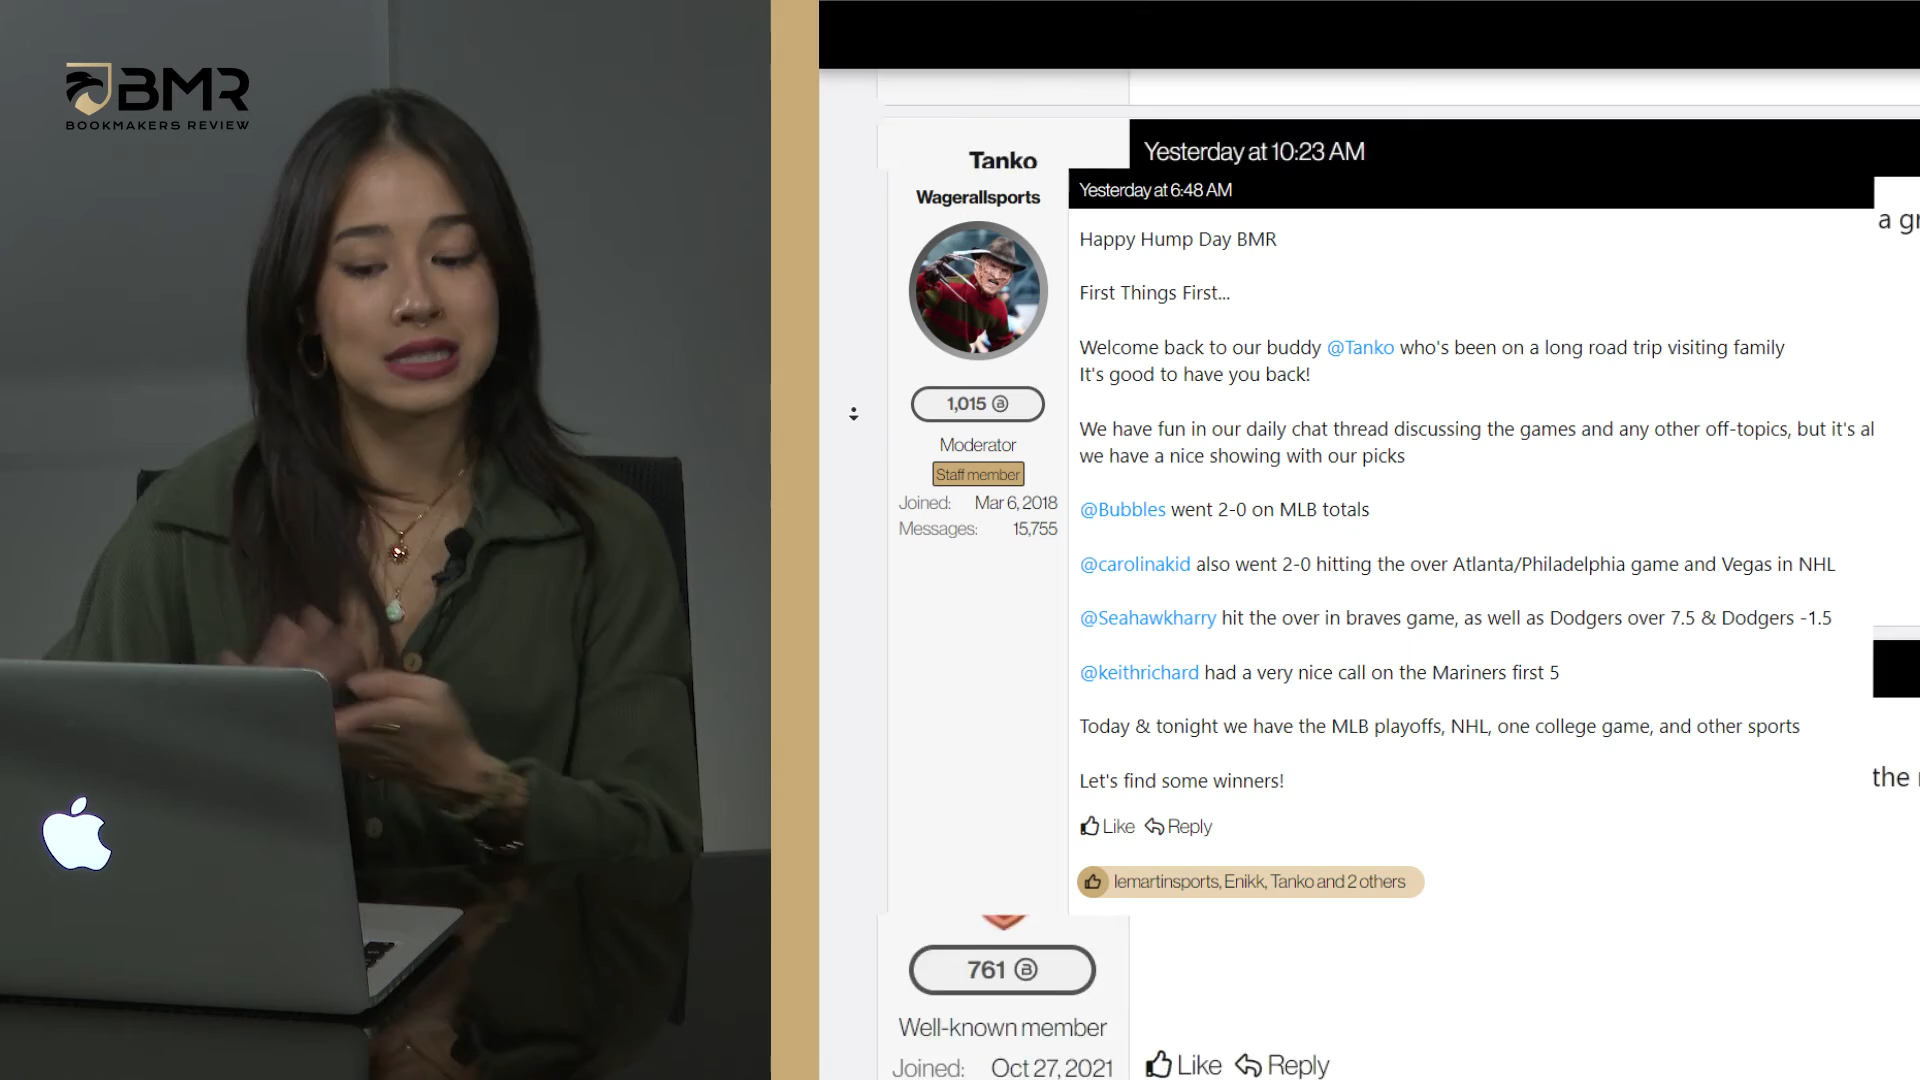 BMR
BOOKMAKERS REVIEW
Tanko
Yesterday at 10:23 AM
Wagerallsports
Yesterday at 6:48 AM
1,015
Moderator
Staff member
Joined: Mar 6, 2018
Messages: 15,755
Happy Hump Day BMR
First Things First...
Welcome back to our buddy @Tanko who's been on a long road trip visiting family
It's good to have you back!
We have fun in our daily chat thread discussing the games and any other off-topics, but it's al
we have a nice showing with our picks
@Bubbles went 2-0 on MLB totals
@carolinakid also went 2-0 hitting the over Atlanta/Philadelphia game and Vegas in NHL
@Seahawkharry hit the over in braves game, as well as Dodgers over 7.5 & Dodgers -1.5
@keithrichard had a very nice call on the Mariners first 5
Today & tonight we have the MLB playoffs, NHL, one college game, and other sports
Let's find some winners!
Like Reply
lemartinsports, Enikk, Tanko and 2 others
a gr
the
761
Well-known member
Joined: Oct 27, 2021
Like Reply